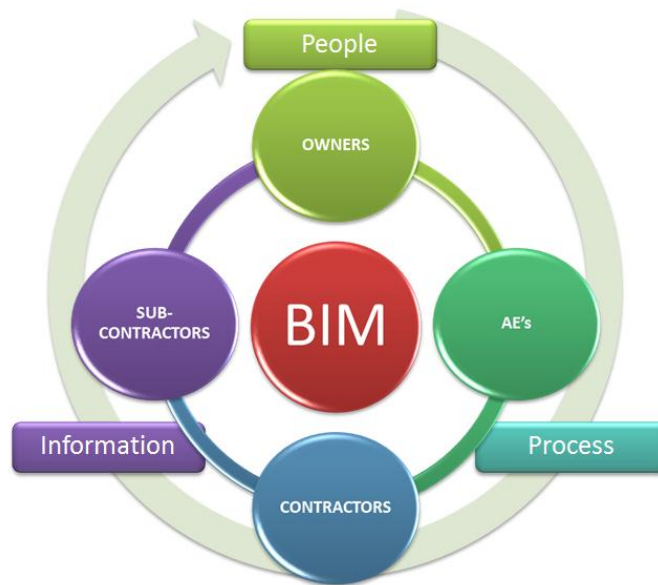 People
OWNERS
SUB-
CONTRACTORS
BIM
AE's
Information
Process
CONTRACTORS